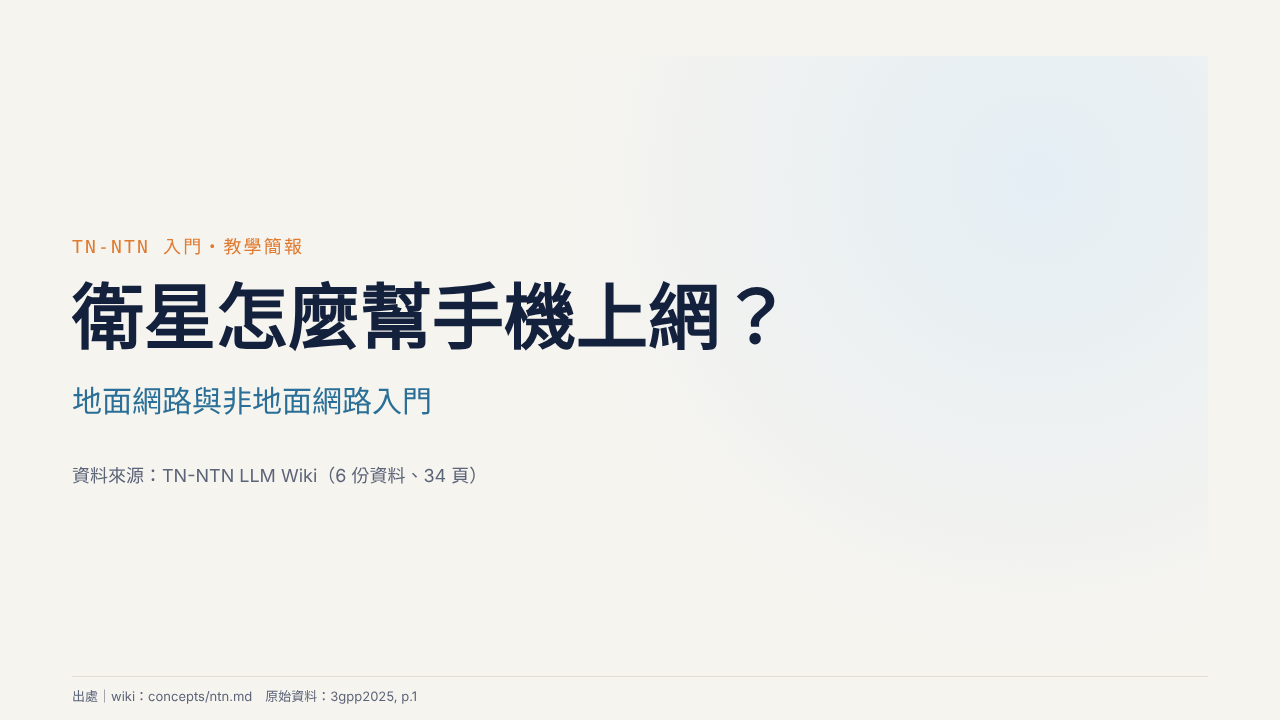 TN-NTN 入門・教學簡報
衛星怎麼幫手機上網？
地面網路與非地面網路入門
資料來源：TN-NTN LLM Wiki（6 份資料、34 頁）
出處｜wiki：concepts/ntn.md　原始資料：3gpp2025, p.1